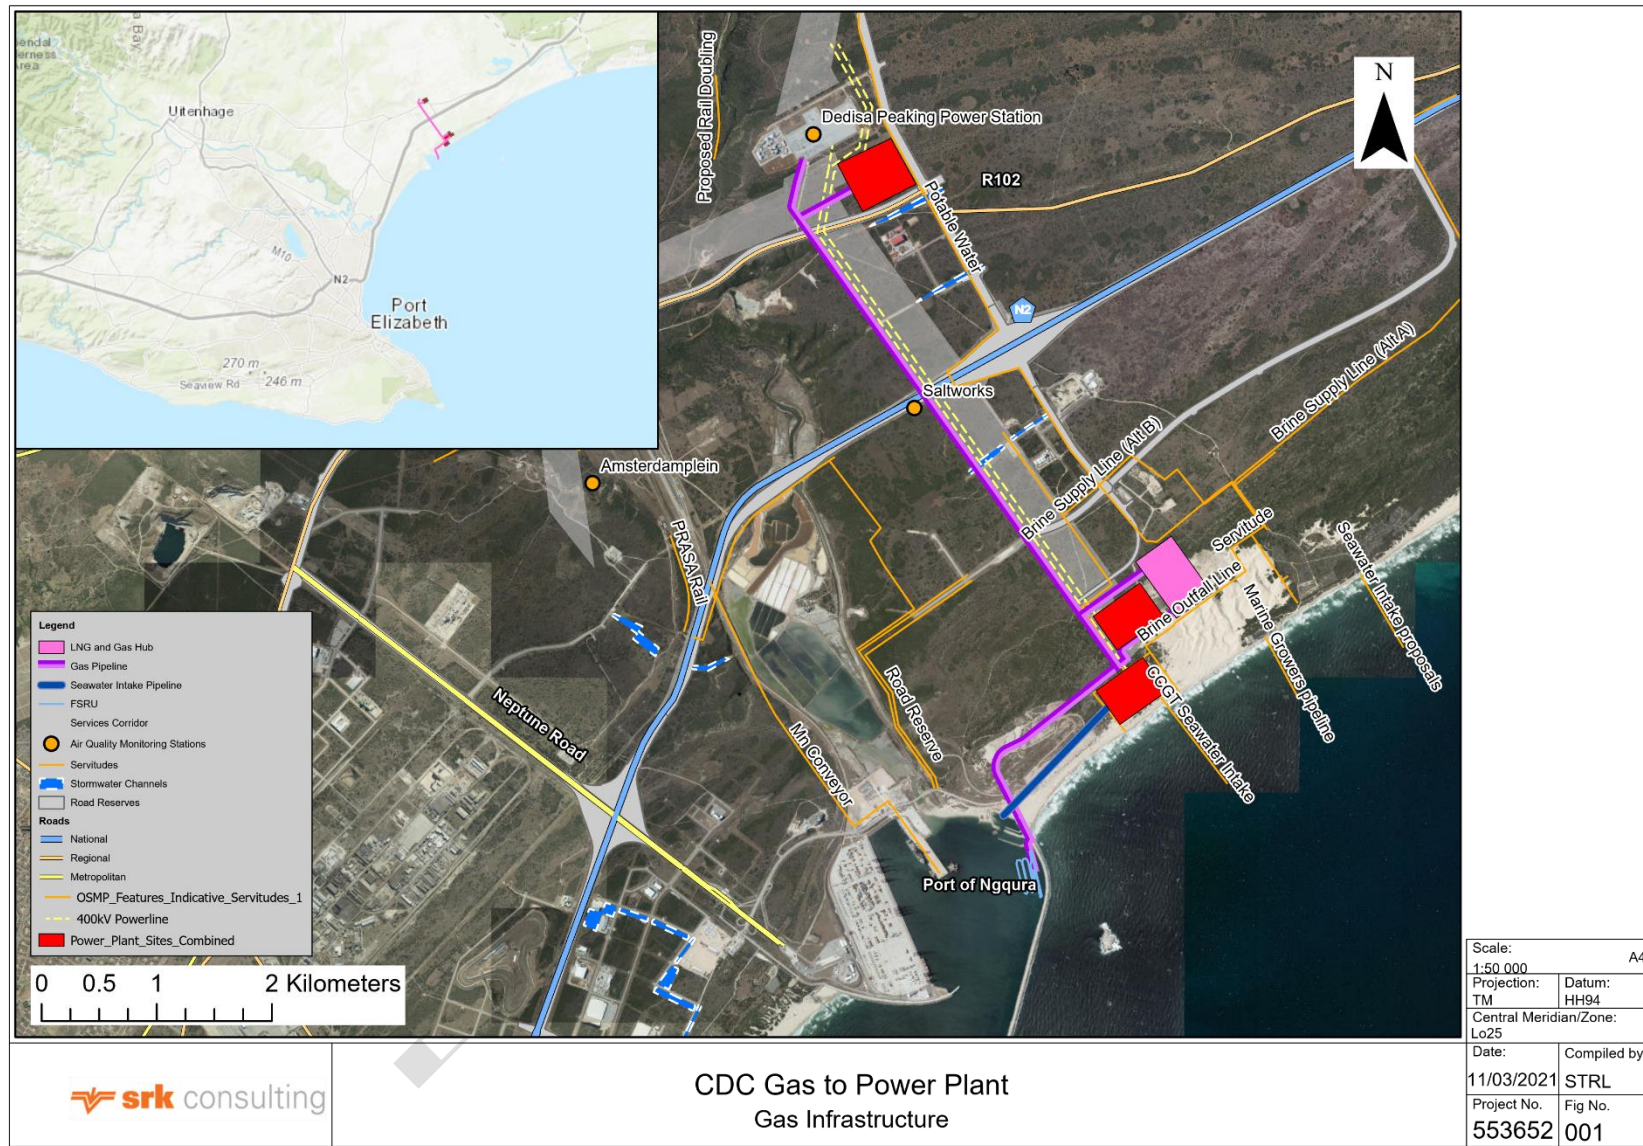 a Bay
endal
erness
Area
Uitenhage
M10
N2
Port
Elizabeth
270 m
246 m
Seaview Rd
N
Proposed Rail Doubling
Dedisa Peaking Power Station
R102
Potable Water
N2
Saltworks
Brine Supply Line (Alt A)
Brine Supply Line (Alt B)
Amsterdamplein
PRASA Rail
Servitude
Brine Outfall Line
Seawater Intake proposals
Marine Growers pipeline
CCGT Seawater Intake
Road Reserve
Mn Conveyor
Neptune Road
Port of Ngqura
Legend
LNG and Gas Hub
Gas Pipeline
Seawater Intake Pipeline
FSRU
Services Corridor
Air Quality Monitoring Stations
Servitudes
Stormwater Channels
Road Reserves
Roads
National
Regional
Metropolitan
OSMP_Features_Indicative_Servitudes_1
400kV Powerline
Power_Plant_Sites_Combined
0 0.5 1 2 Kilometers
Scale:
1:50 000 A4
Projection: Datum:
TM HH94
Central Meridian/Zone:
Lo25
Date: Compiled by
11/03/2021 STRL
Project No. Fig No.
553652 001
srk consulting
CDC Gas to Power Plant
Gas Infrastructure